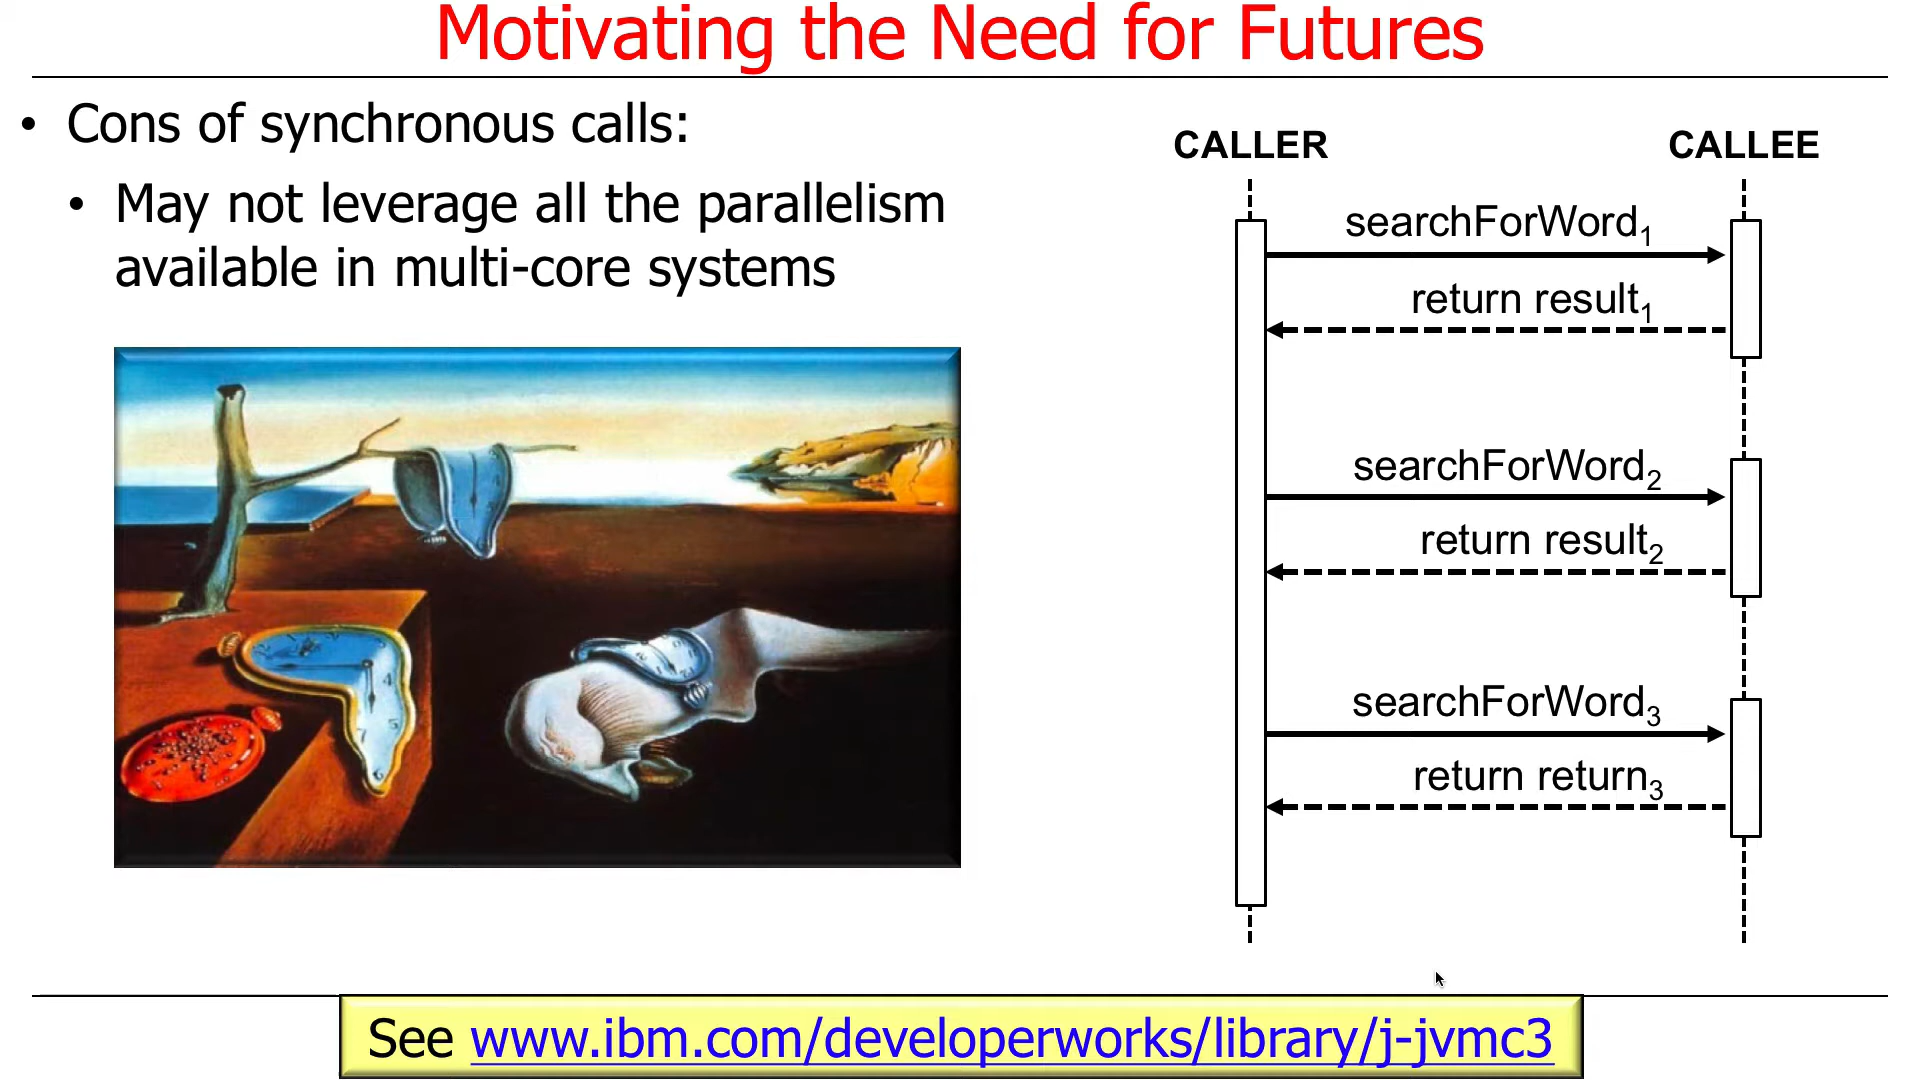 Motivating the Need for Futures
• Cons of synchronous calls:
• May not leverage all the parallelism
available in multi-core systems
CALLER
CALLEE
searchForWord₁
return result₁
searchForWord₂
return result₂
searchForWord₃
return return₃
See www.ibm.com/developerworks/library/j-jvmc3